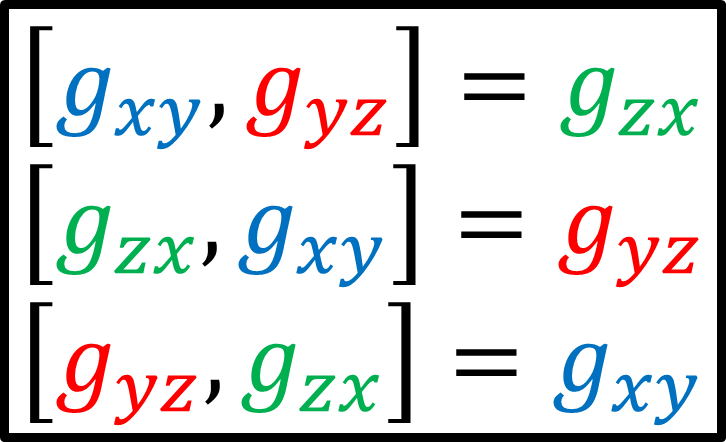 [g_{xy}, g_{yz}] = g_{zx}
[g_{zx}, g_{xy}] = g_{yz}
[g_{yz}, g_{zx}] = g_{xy}